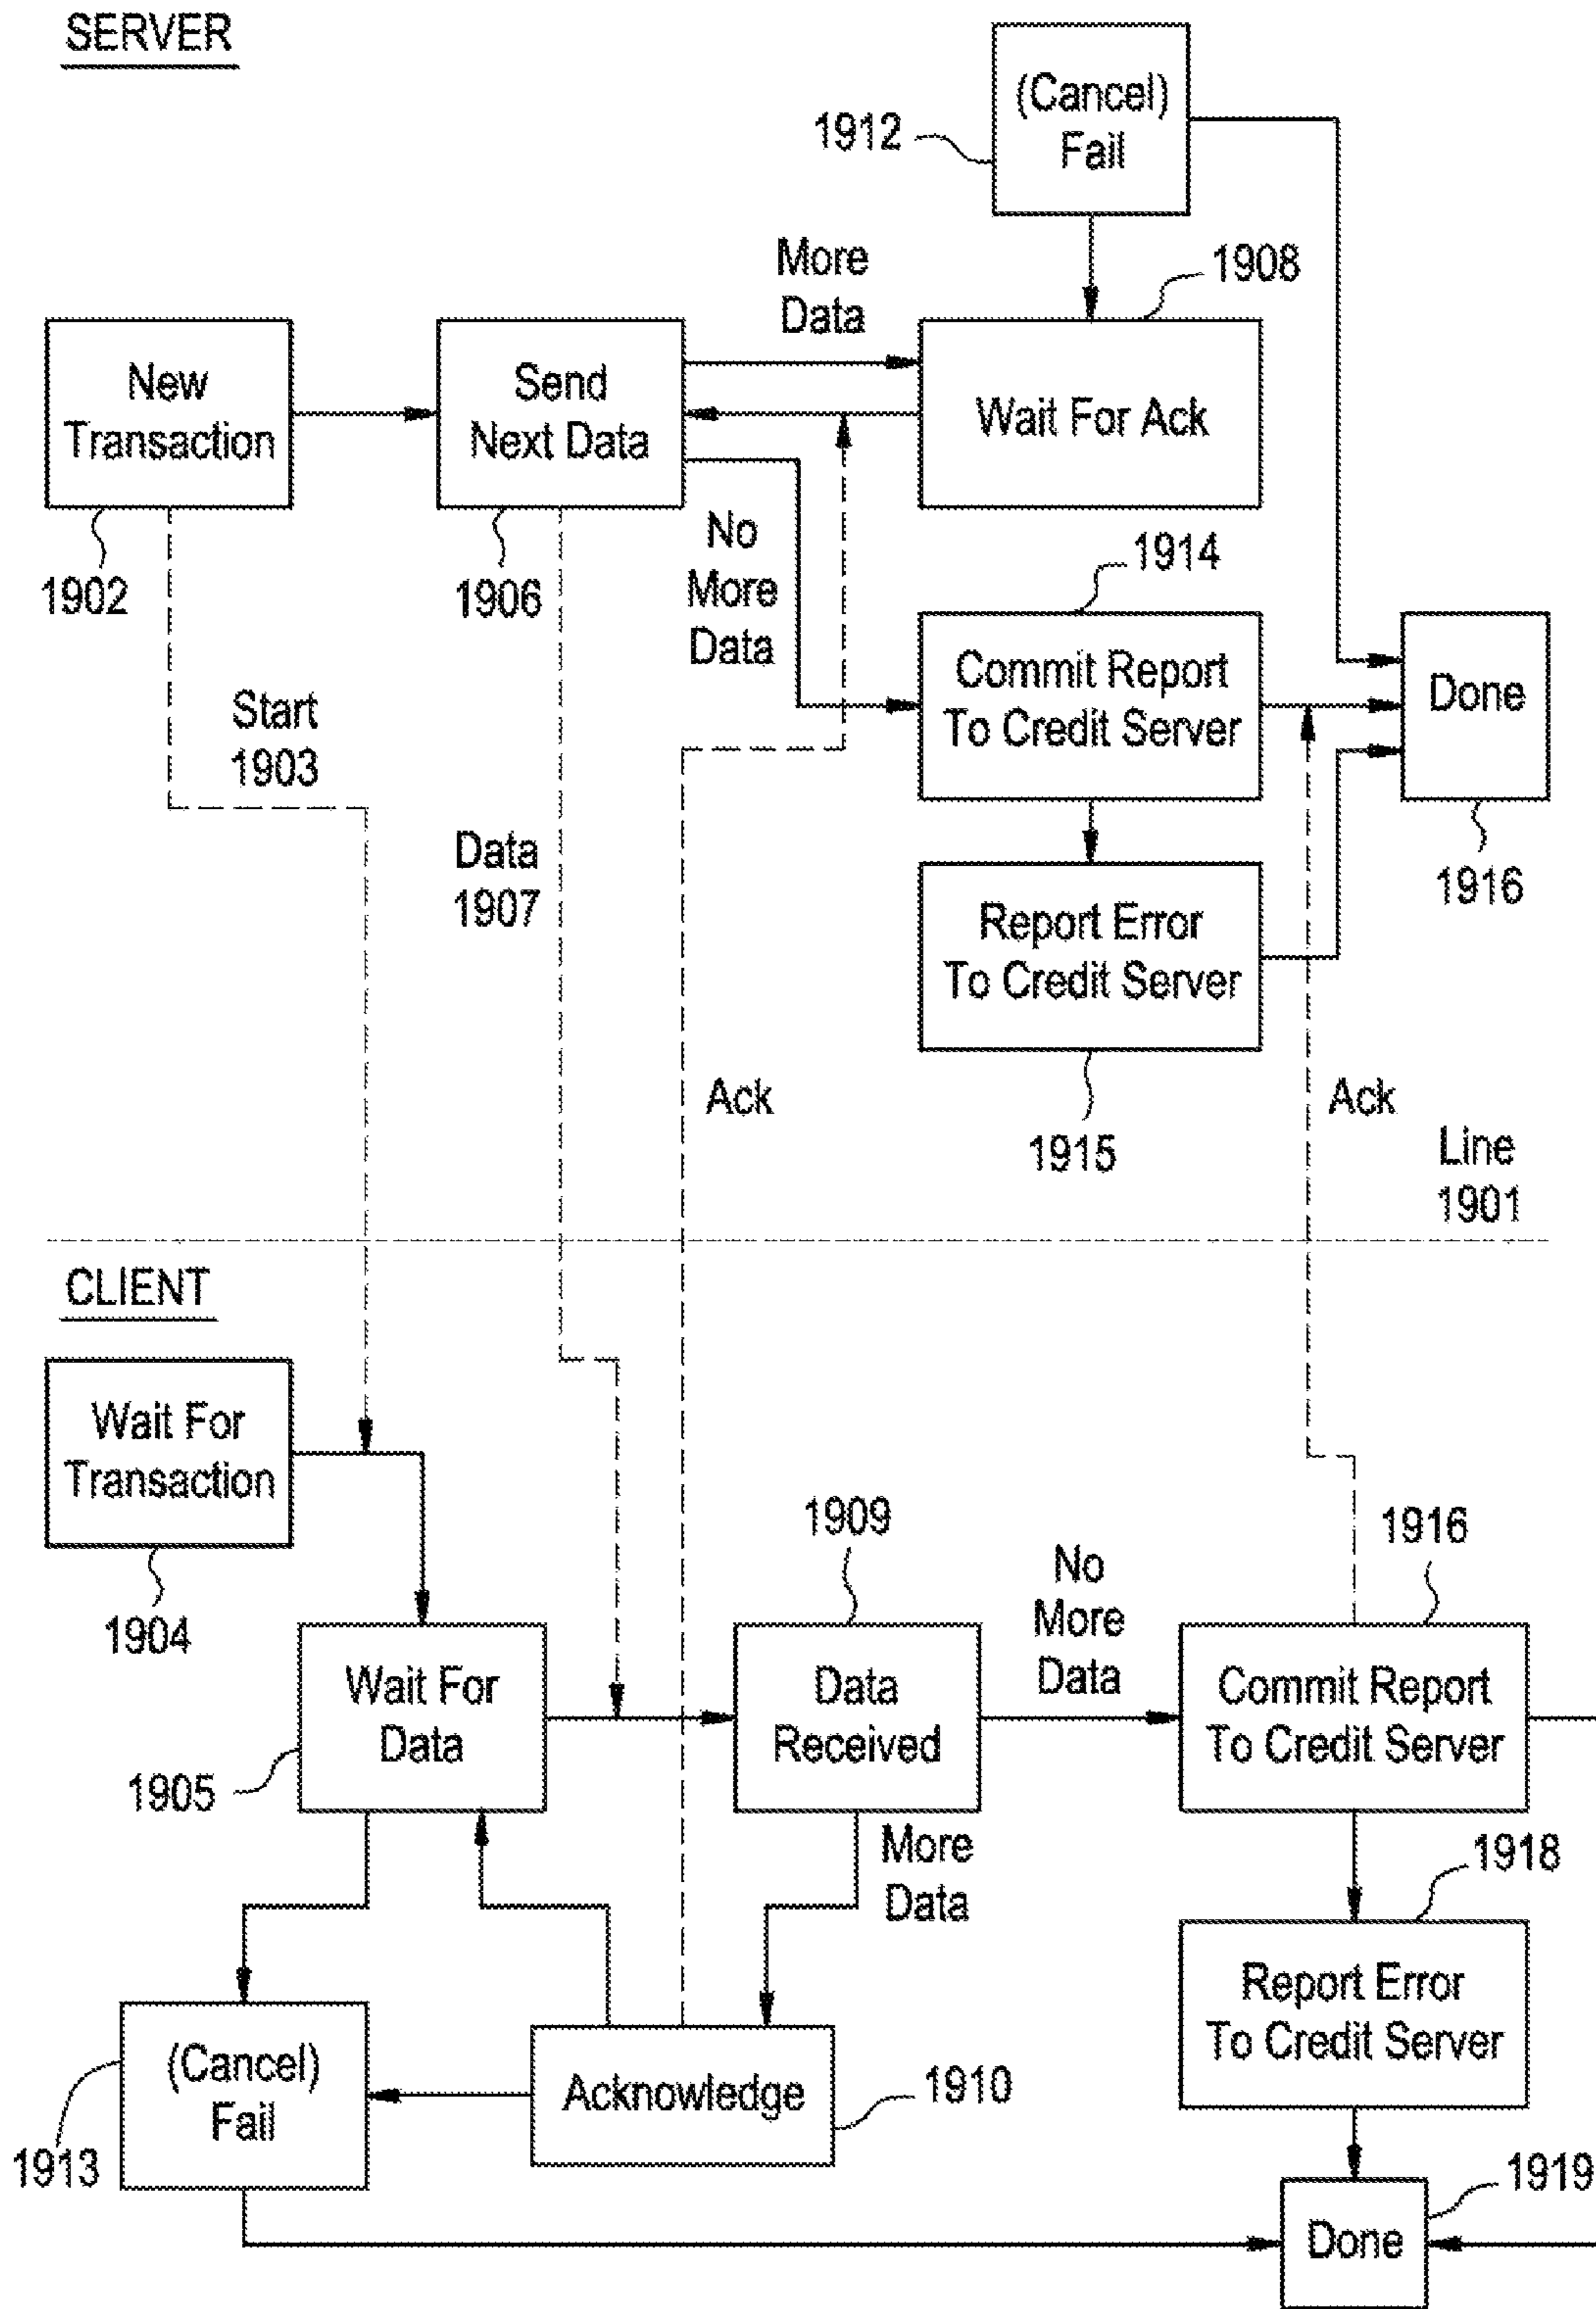 SERVER
(Cancel)
Fail
1912
More
Data
1908
New
Transaction
Send
Next Data
Wait For Ack
1902
1906
No
More
Data
1914
Commit Report
To Credit Server
Done
Start
1903
Data
1907
Report Error
To Credit Server
1916
Ack
Ack
1915
Line
1901
CLIENT
Wait For
Transaction
1904
1909
No
More
Data
1916
Wait For
Data
Data
Received
Commit Report
To Credit Server
1905
More
Data
1918
(Cancel)
Fail
Acknowledge
1910
Report Error
To Credit Server
1913
1919
Done